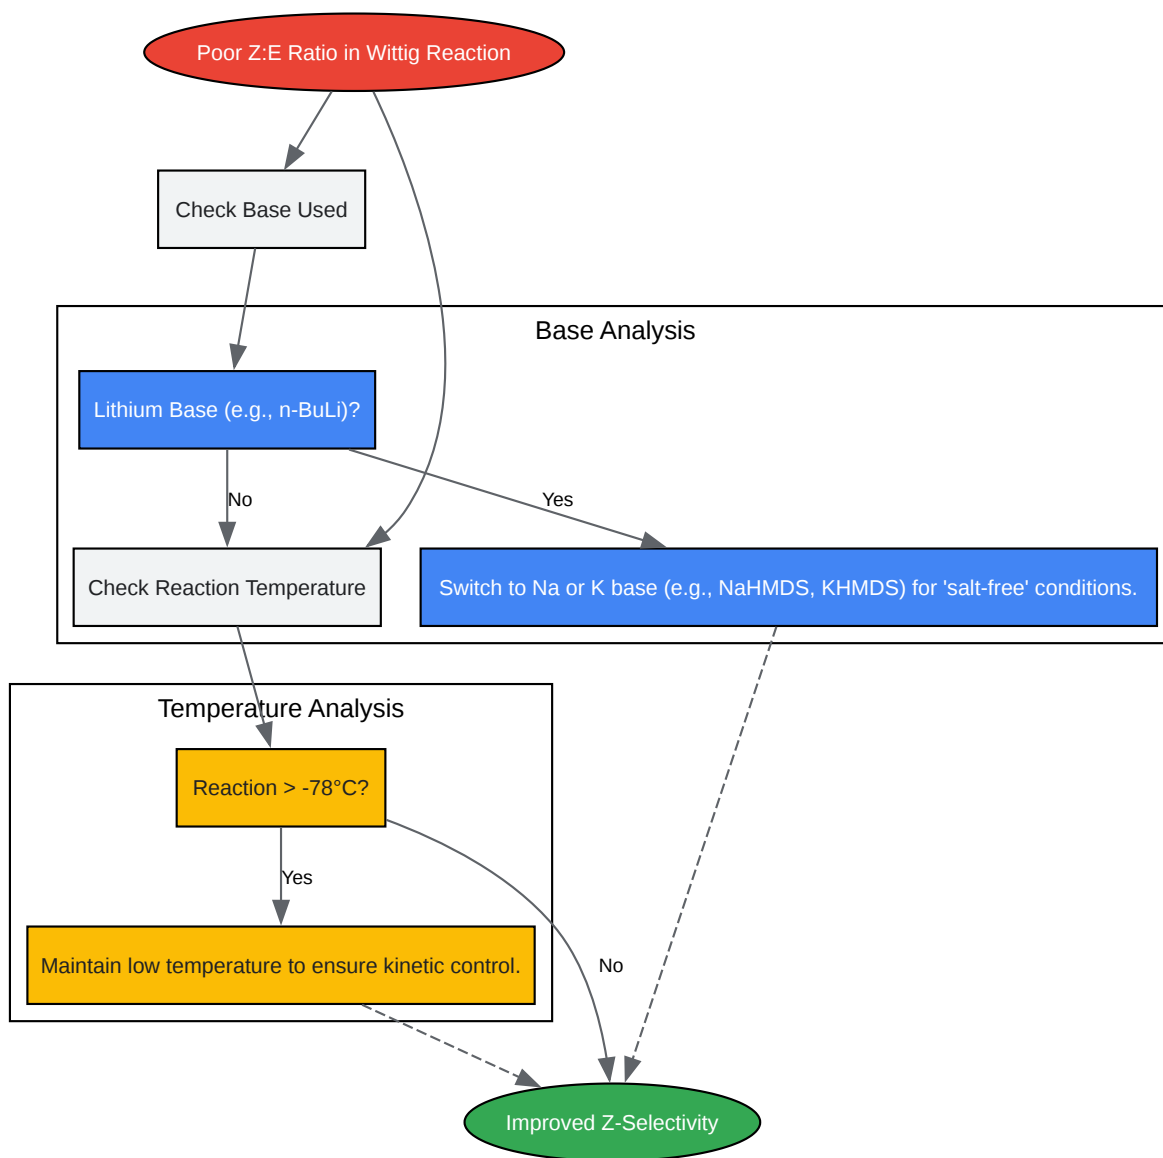 Poor Z:E Ratio in Wittig Reaction
Check Base Used
Base Analysis
Lithium Base (e.g., n-BuLi)?
No
Yes
Check Reaction Temperature
Switch to Na or K base (e.g., NaHMDS, KHMDS) for 'salt-free' conditions.
Temperature Analysis
Reaction > -78°C?
Yes
Maintain low temperature to ensure kinetic control.
No
Improved Z-Selectivity